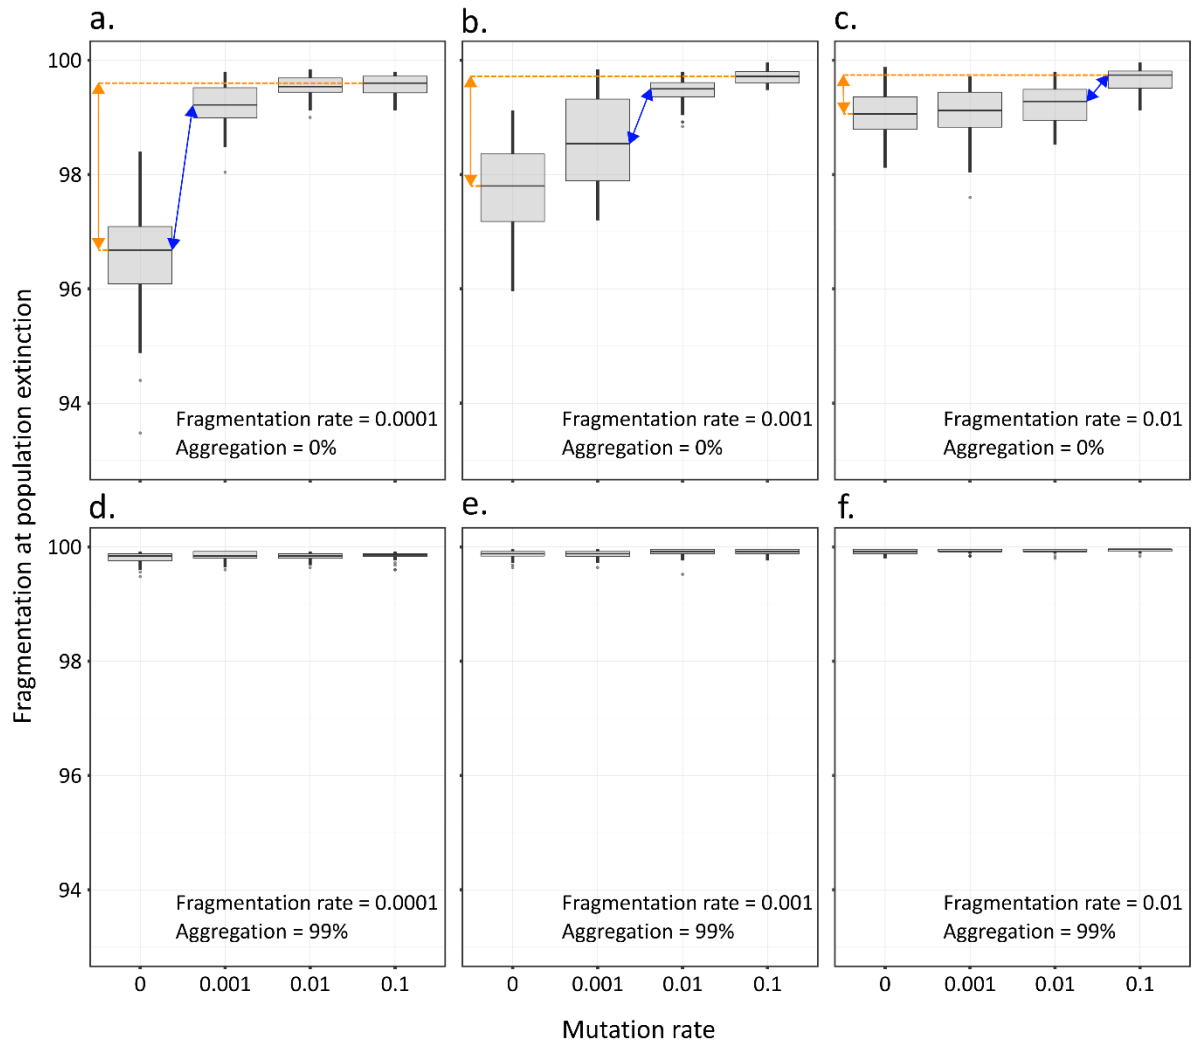 a.
b.
c.
100
98
96
94
Fragmentation rate = 0.0001
Aggregation = 0%
Fragmentation rate = 0.001
Aggregation = 0%
Fragmentation rate = 0.01
Aggregation = 0%
Fragmentation at population extinction
d.
e.
f.
100
98
96
94
Fragmentation rate = 0.0001
Aggregation = 99%
Fragmentation rate = 0.001
Aggregation = 99%
Fragmentation rate = 0.01
Aggregation = 99%
0 0.001 0.01 0.1
0 0.001 0.01 0.1
0 0.001 0.01 0.1
Mutation rate